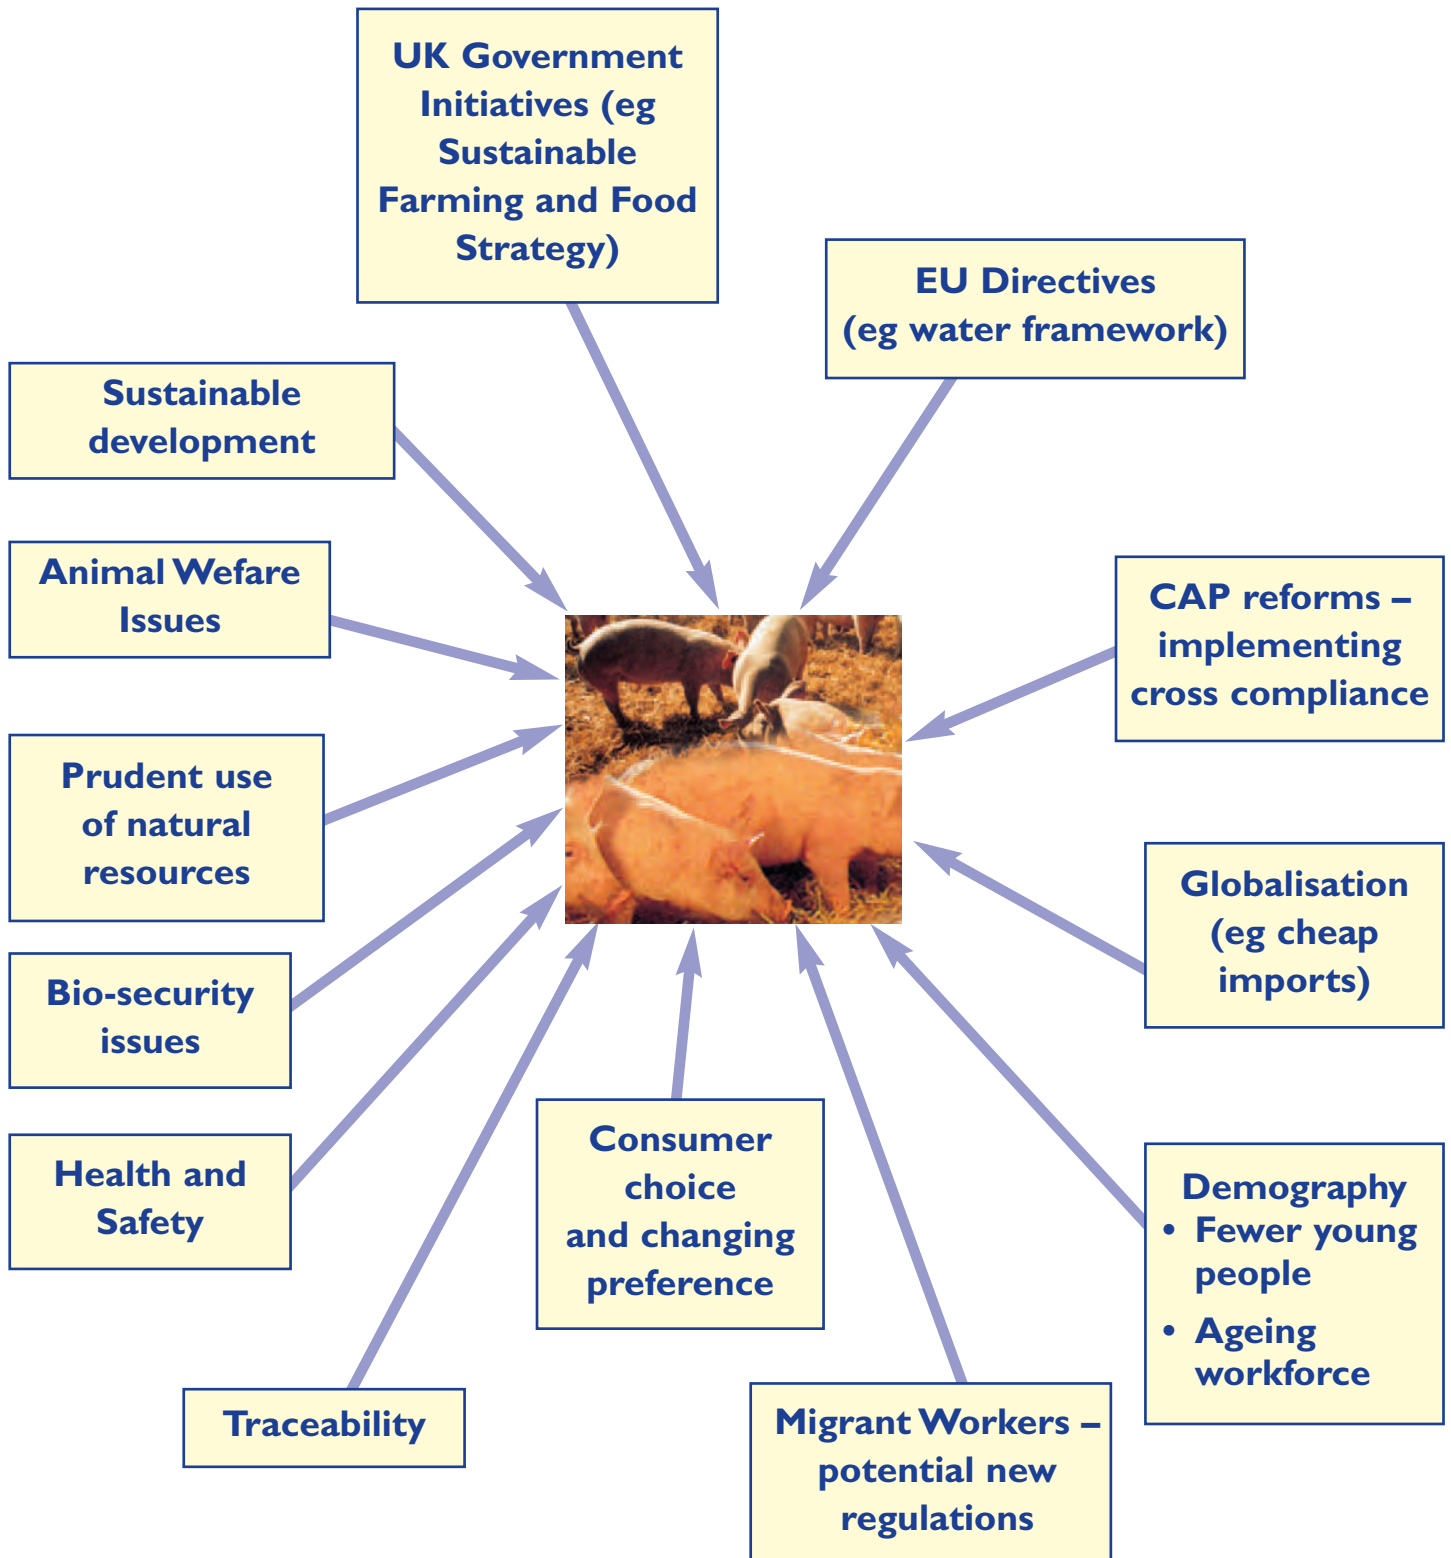 UK Government
Initiatives (eg
Sustainable
Farming and Food
Strategy)
EU Directives
(eg water framework)
Sustainable
development
Animal Wefare
Issues
CAP reforms –
implementing
cross compliance
Prudent use
of natural
resources
Globalisation
(eg cheap
imports)
Bio-security
issues
Health and
Safety
Consumer
choice
and changing
preference
Demography
• Fewer young
people
• Ageing
workforce
Traceability
Migrant Workers –
potential new
regulations